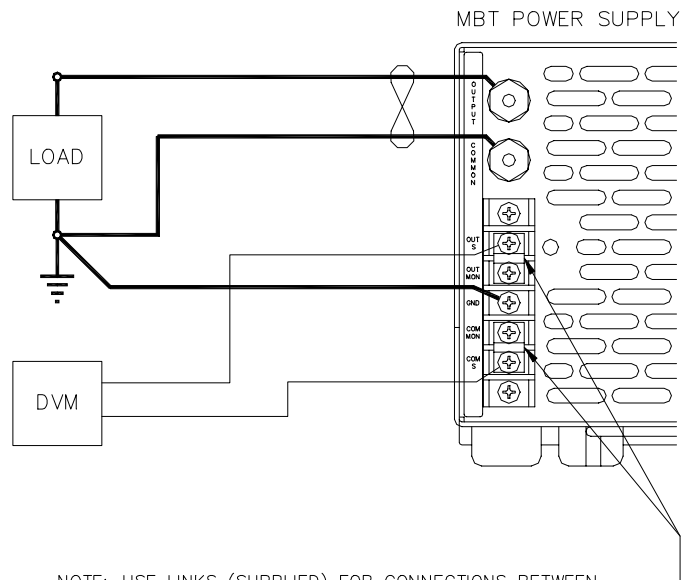 MBT POWER SUPPLY
OUTPUT
COMMON
LOAD
OUT
S
OUT
MON
GND
COM
MON
COM
S
DVM
NOTE: USE LINKS (SUPPLIED) FOR CONNECTIONS BETWEEN